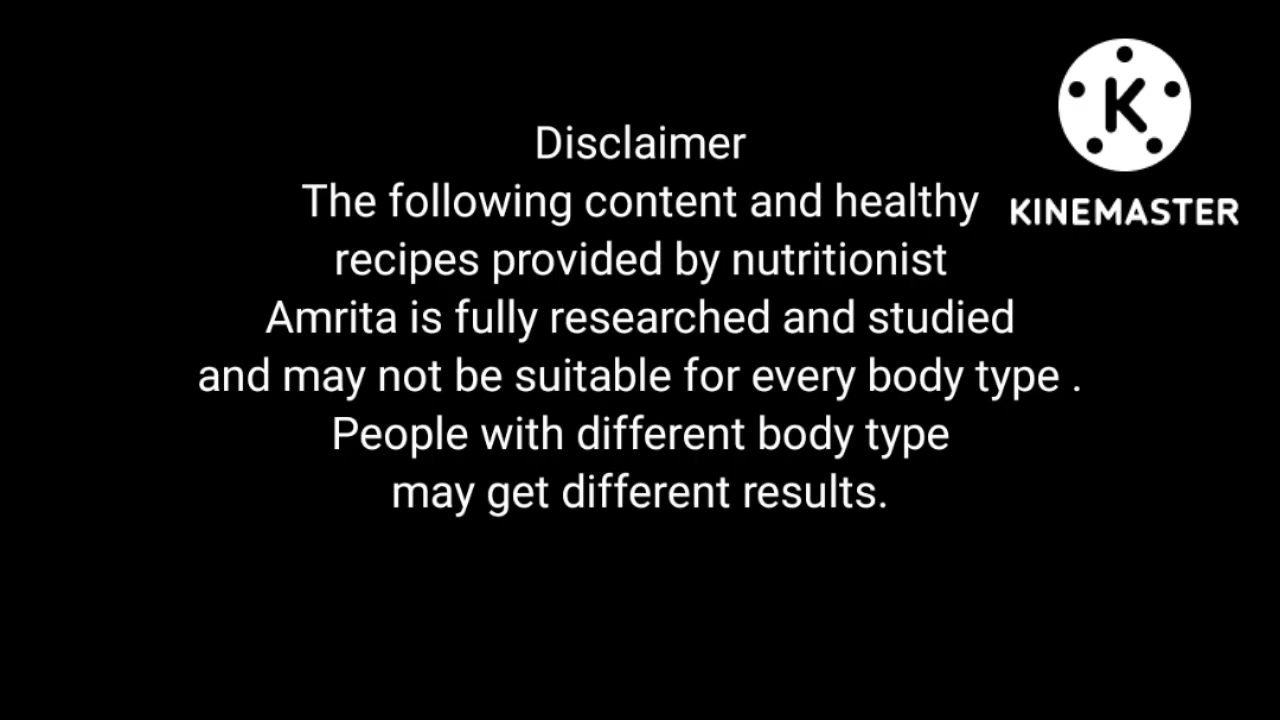 Disclaimer
The following content and healthy
recipes provided by nutritionist
Amrita is fully researched and studied
and may not be suitable for every body type .
People with different body type
may get different results.
K
KINEMASTER